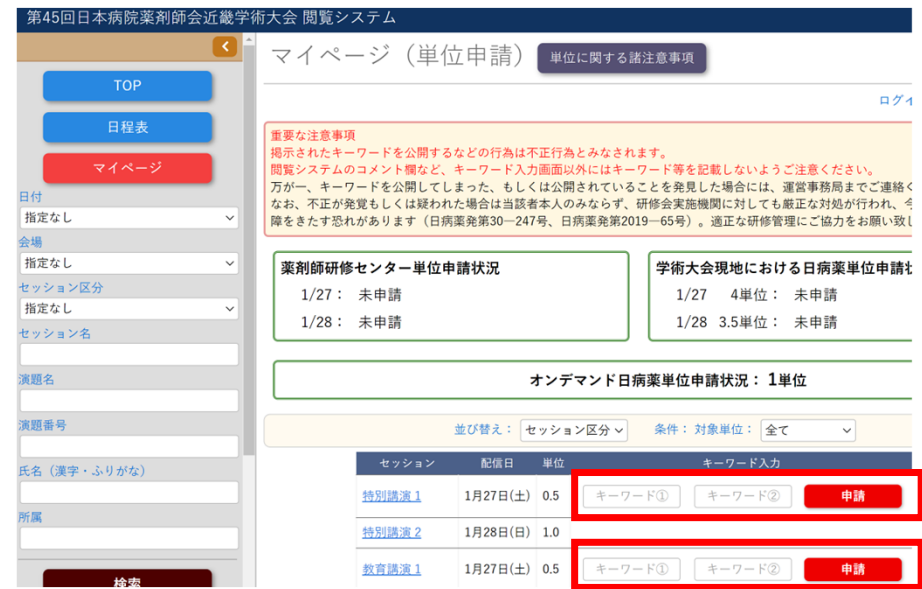 第45回日本病院薬剤師会近畿学術大会 閲覧システム
TOP
日程表
マイページ
日付
指定なし
会場
指定なし
セッション区分
指定なし
セッション名
演題名
演題番号
氏名（漢字・ふりがな）
所属
検索
マイページ（単位申請） 単位に関する諸注意事項
ログイ
重要な注意事項
掲示されたキーワードを公開するなどの行為は不正行為とみなされます。
閲覧システムのコメント欄など、キーワード入力画面以外にはキーワード等を記載しないようご注意ください。
万が一、キーワードを公開してしまった、もしくは公開されていることを発見した場合には、運営事務局までご連絡く
なお、不正が発覚もしくは疑われた場合は当該者本人のみならず、研修会実施機関に対しても厳正な対処が行われ、今
障をきたす恐れがあります（日病薬発第30―247号、日病薬発第2019―65号）。適正な研修管理にご協力をお願い致し
薬剤師研修センター単位申請状況
1/27： 未申請
1/28： 未申請
学術大会現地における日病薬単位申請状
1/27 4単位： 未申請
1/28 3.5単位： 未申請
オンデマンド日病薬単位申請状況：1単位
並び替え： セッション区分 条件：対象単位： 全て
セッション 配信日 単位 キーワード入力
特別講演 1 1月27日(土) 0.5 キーワード① キーワード② 申請
特別講演 2 1月28日(日) 1.0
教育講演 1 1月27日(土) 0.5 キーワード① キーワード② 申請